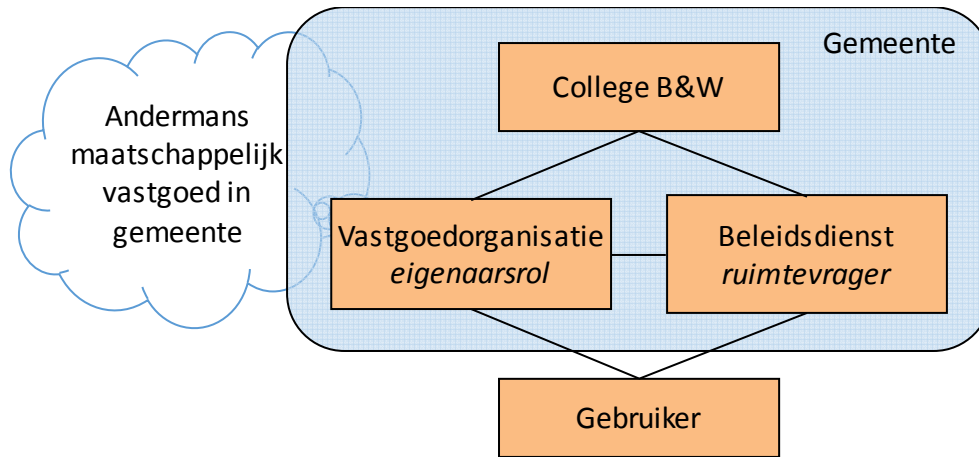 Gemeente
College B&W
Andermans
maatschappelijk
vastgoed in
gemeente
Vastgoedorganisatie
eigenaarsrol
Beleidsdienst
ruimtevrager
Gebruiker